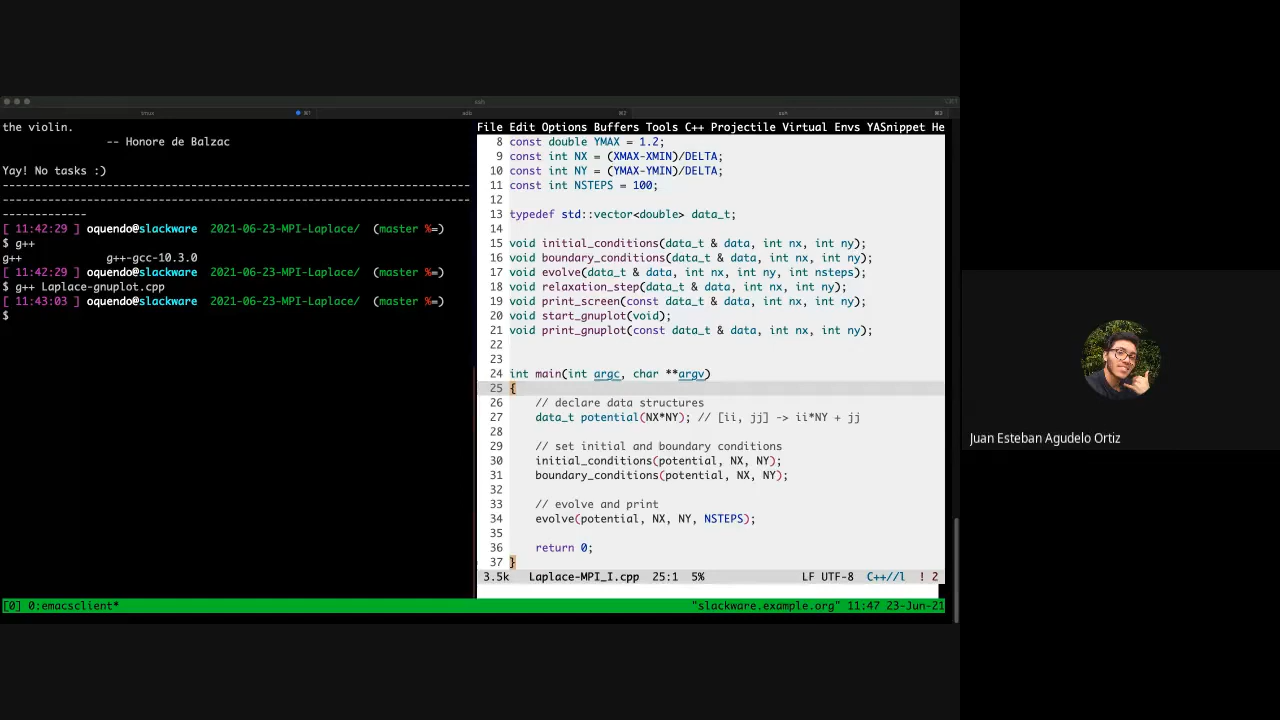 ssh
tmux
ssh
the violin.
-- Honore de Balzac
Yay! No tasks :)
--------------------------------------------------------------------------------
--------------------------------------------------------------------------------
-------------
[ 11:42:29 ] oquendo@slackware  2021-06-23-MPI-Laplace/  (master %=)
$ g++
g++             g++-gcc-10.3.0
[ 11:42:29 ] oquendo@slackware  2021-06-23-MPI-Laplace/  (master %=)
$ g++ Laplace-gnuplot.cpp
[ 11:43:03 ] oquendo@slackware  2021-06-23-MPI-Laplace/  (master %=)
$
File Edit Options Buffers Tools C++ Projectile Virtual Envs YASnippet He
8 const double YMAX = 1.2;
9 const int NX = (XMAX-XMIN)/DELTA;
10 const int NY = (YMAX-YMIN)/DELTA;
11 const int NSTEPS = 100;
12
13 typedef std::vector<double> data_t;
14
15 void initial_conditions(data_t & data, int nx, int ny);
16 void boundary_conditions(data_t & data, int nx, int ny);
17 void evolve(data_t & data, int nx, int ny, int nsteps);
18 void relaxation_step(data_t & data, int nx, int ny);
19 void print_screen(const data_t & data, int nx, int ny);
20 void start_gnuplot(void);
21 void print_gnuplot(const data_t & data, int nx, int ny);
22
23
24 int main(int argc, char **argv)
25 {
26     // declare data structures
27     data_t potential(NX*NY); // [ii, jj] -> ii*NY + jj
28
29     // set initial and boundary conditions
30     initial_conditions(potential, NX, NY);
31     boundary_conditions(potential, NX, NY);
32
33     // evolve and print
34     evolve(potential, NX, NY, NSTEPS);
35
36     return 0;
37 }
3.5k   Laplace-MPI_I.cpp  25:1  5%   LF UTF-8  C++//l  ! 2
[0] 0:emacsclient*
"slackware.example.org" 11:47 23-Jun-21
Juan Esteban Agudelo Ortiz